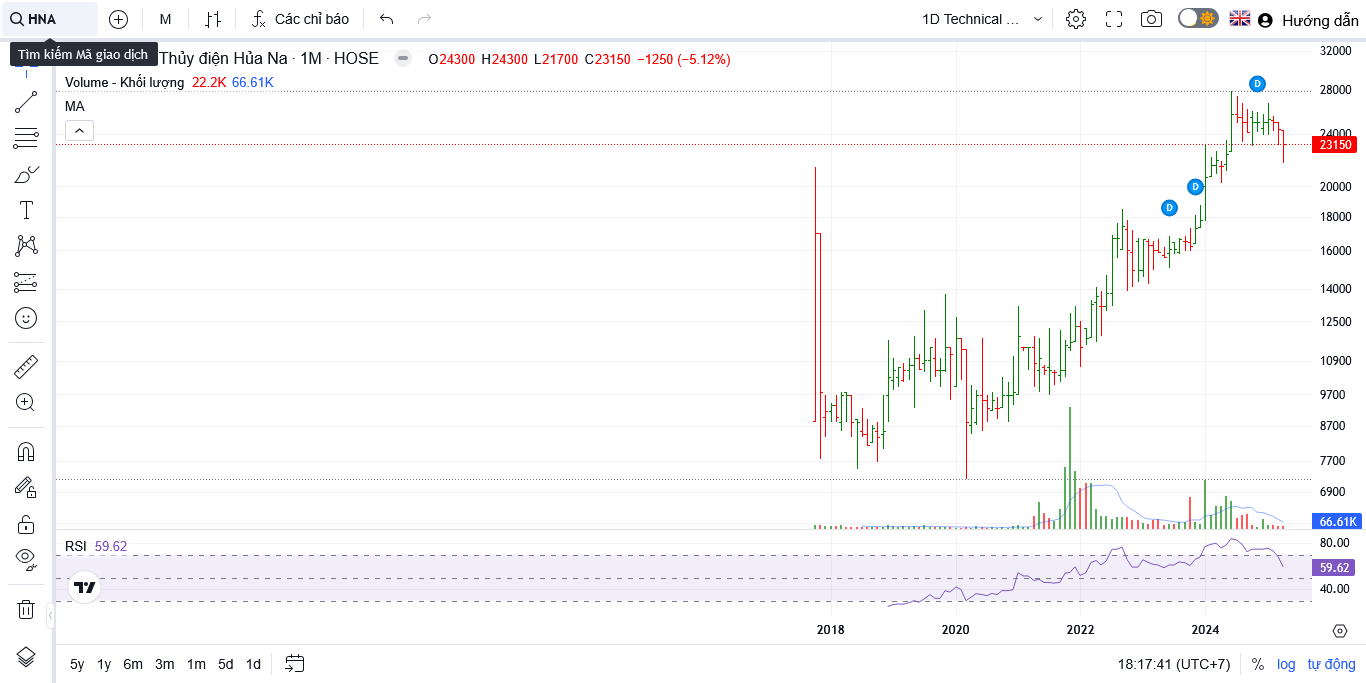 HNA M Các chỉ báo 1D Technical ... Hướng dẫn
Tìm kiếm Mã giao dịch
Thủy điện Hủa Na · 1M · HOSE O24300 H24300 L21700 C23150 −1250 (−5.12%)
Volume - Khối lượng 22.2K 66.61K
MA
32000
28000
24000
23150
20000
18000
16000
14000
12500
10900
9700
8700
7700
6900
66.61K
D
D
D
RSI 59.62
80.00
59.62
40.00
2018 2020 2022 2024
5y 1y 6m 3m 1m 5d 1d 18:17:41 (UTC+7) % log tự động